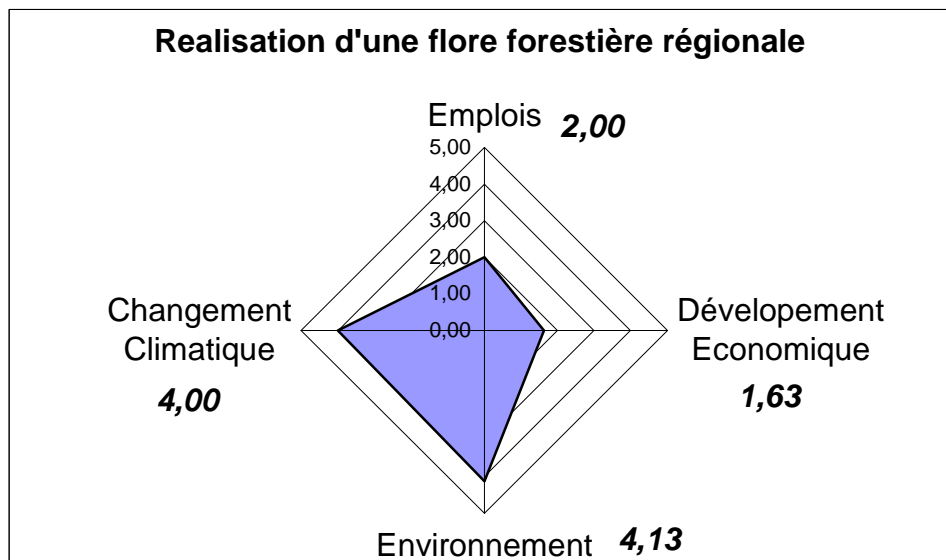 Realisation d'une flore forestière régionale
Emplois 2,00
5,00
4,00
3,00
2,00
1,00
0,00
Changement
Climatique
4,00
Dévelopement
Economique
1,63
Environnement 4,13